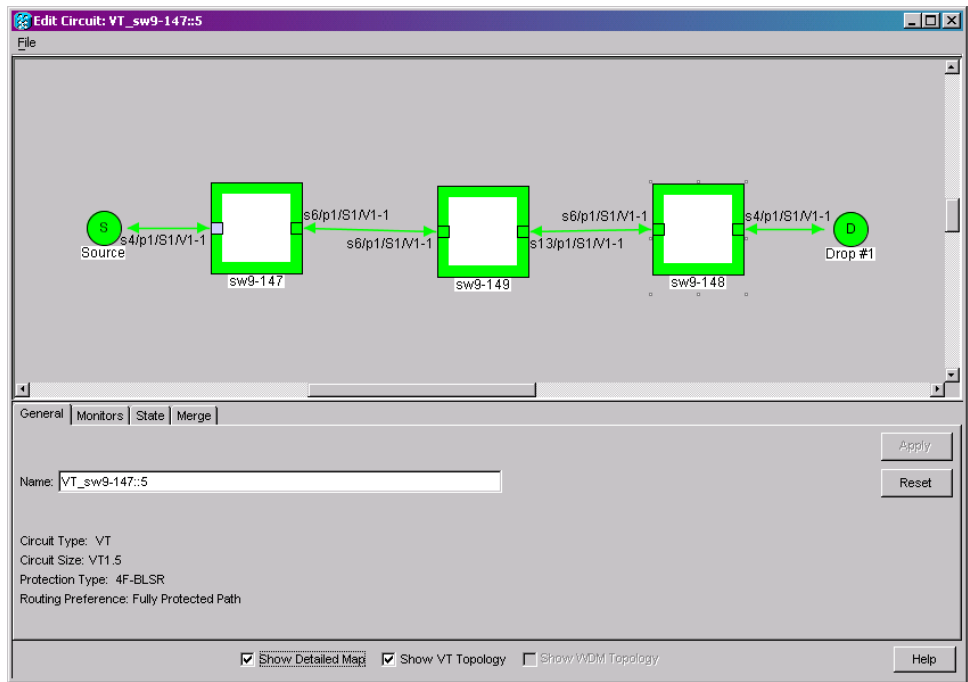 Edit Circuit: VT_sw9-147::5
File
s6/p1/S1/V1-1
s6/p1/S1/V1-1
s4/p1/S1/V1-1
S
D
s4/p1/S1/V1-1
s6/p1/S1/V1-1
s13/p1/S1/V1-1
Source
Drop #1
sw9-147
sw9-149
sw9-148
General
Monitors
State
Merge
Apply
Name:
VT_sw9-147::5
Reset
Circuit Type: VT
Circuit Size: VT1.5
Protection Type: 4F-BLSR
Routing Preference: Fully Protected Path
Show Detailed Map
Show VT Topology
Show WDM Topology
Help